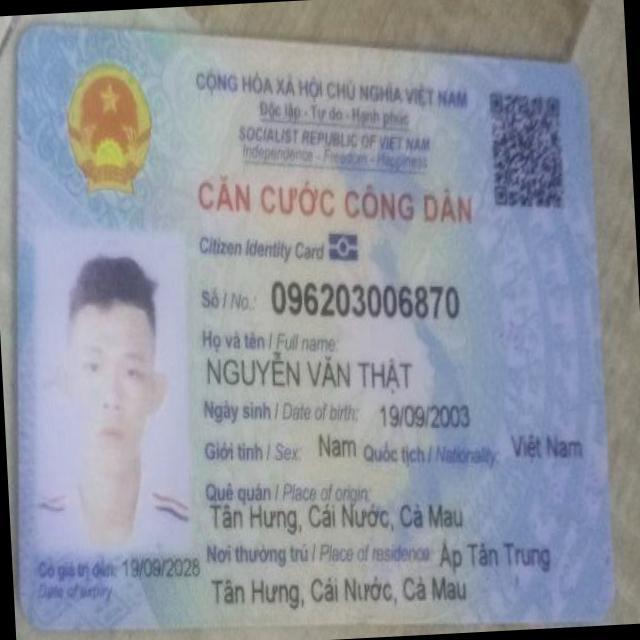 CỘNG HÒA XÃ HỘI CHỦ NGHĨA VIỆT NAM
Độc lập - Tự do - Hạnh phúc
SOCIALIST REPUBLIC OF VIET NAM
Independence - Freedom - Happiness
CĂN CƯỚC CÔNG DÂN
Citizen Identity Card
Số / No.: 096203006870
Họ và tên / Full name:
NGUYỄN VĂN THẬT
Ngày sinh / Date of birth: 19/09/2003
Giới tính / Sex: Nam Quốc tịch / Nationality: Việt Nam
Quê quán / Place of origin:
Tân Hưng, Cái Nước, Cà Mau
Nơi thường trú / Place of residence: Ấp Tân Trung
Tân Hưng, Cái Nước, Cà Mau
Có giá trị đến: 19/09/2028
Date of expiry